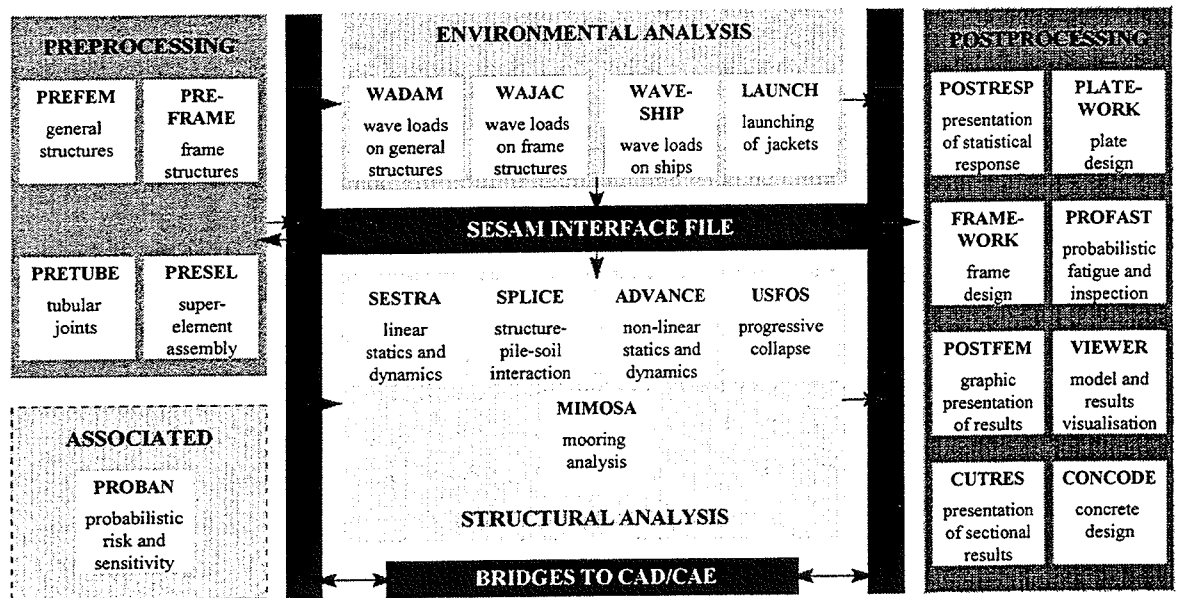 PREPROCESSING
PREFEM
general
structures
PRE-
FRAME
frame
structures
PRETUBE
tubular
joints
PRESEL
super-
element
assembly
ASSOCIATED
PROBAN
probabilistic
risk and
sensitivity
ENVIRONMENTAL ANALYSIS
WADAM
wave loads
on general
structures
WAJAC
wave loads
on frame
structures
WAVE-
SHIP
wave loads
on ships
LAUNCH
launching
of jackets
SESAM INTERFACE FILE
SESTRA
linear
statics and
dynamics
SPLICE
structure-
pile-soil
interaction
ADVANCE
non-linear
statics and
dynamics
USFOS
progressive
collapse
MIMOSA
mooring
analysis
STRUCTURAL ANALYSIS
BRIDGES TO CAD/CAE
POSTPROCESSING
POSTRESP
presentation
of statistical
response
PLATE-
WORK
plate
design
FRAME-
WORK
frame
design
PROFAST
probabilistic
fatigue and
inspection
POSTFEM
graphic
presentation
of results
VIEWER
model and
results
visualisation
CUTRES
presentation
of sectional
results
CONCODE
concrete
design